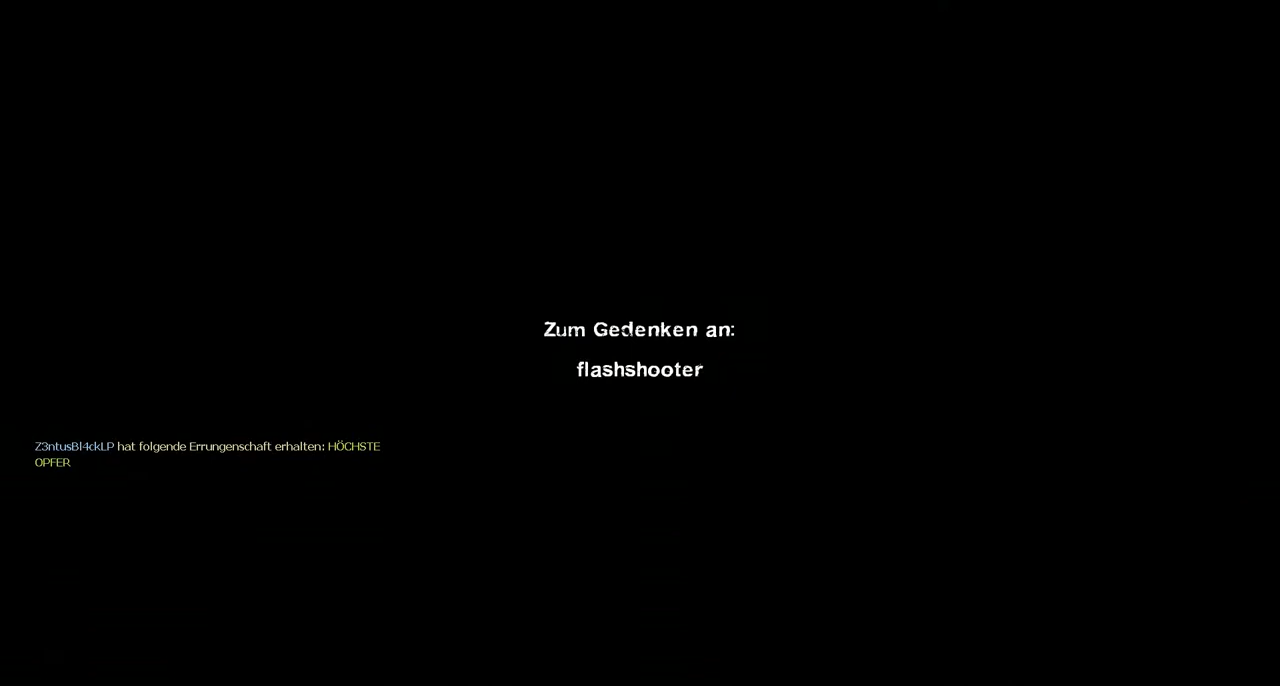 Zum Gedenken an:
flashshooter
Z3ntusBl4ckLP hat folgende Errungenschaft erhalten: HÖCHSTE
OPFER